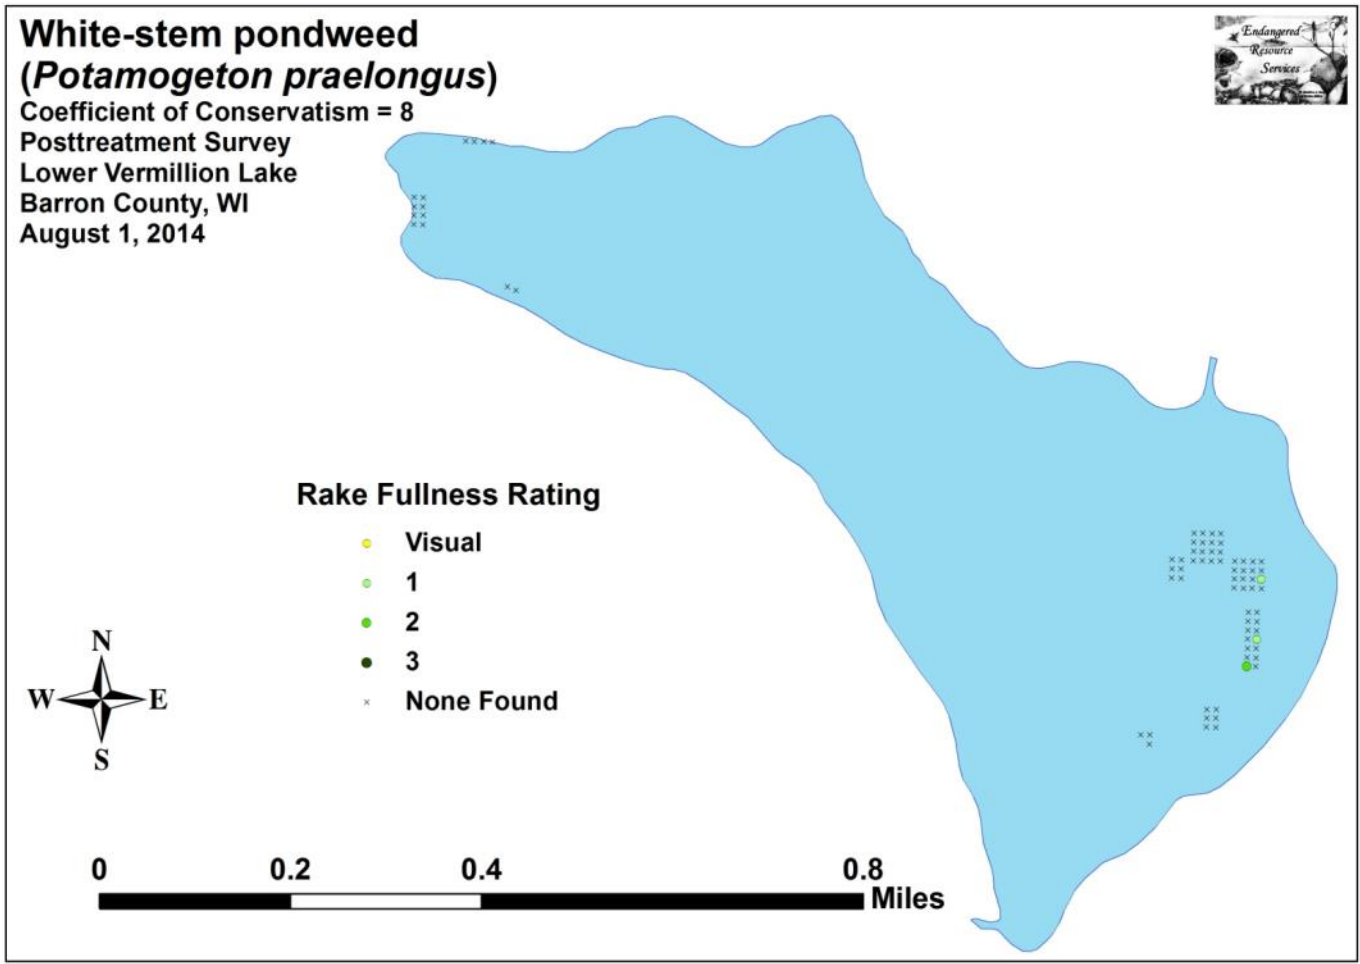 White-stem pondweed
(Potamogeton praelongus)
Coefficient of Conservatism = 8
Posttreatment Survey
Lower Vermillion Lake
Barron County, WI
August 1, 2014
Endangered
Resource
Services
Rake Fullness Rating
Visual
1
2
3
None Found
N
W E
S
0 0.2 0.4 0.8
Miles